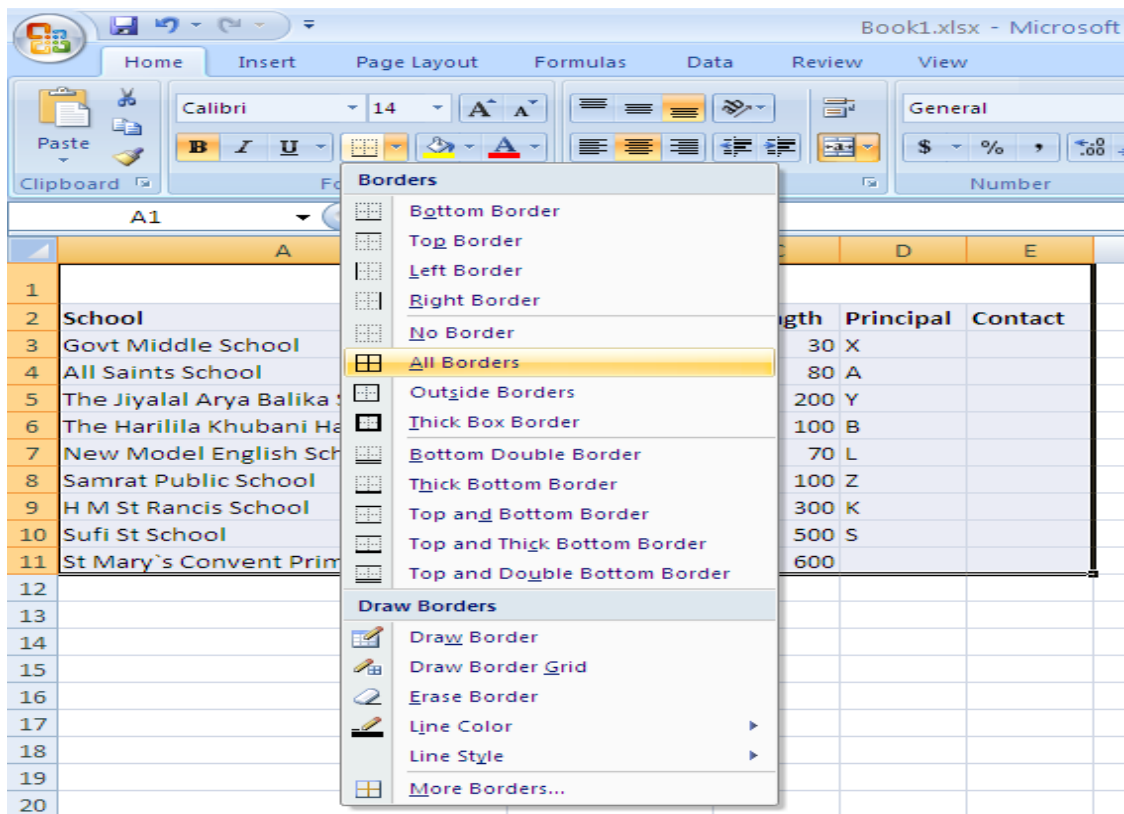 Book1.xlsx - Microsoft
Home Insert Page Layout Formulas Data Review View
Calibri 14 A A General
Paste B I U A $ % , .00
Clipboard Fo Number
A1
A C D E
Borders
Bottom Border
Top Border
Left Border
Right Border
No Border
All Borders
Outside Borders
Thick Box Border
Bottom Double Border
Thick Bottom Border
Top and Bottom Border
Top and Thick Bottom Border
Top and Double Bottom Border
Draw Borders
Draw Border
Draw Border Grid
Erase Border
Line Color
Line Style
More Borders...
1
2 School gth Principal Contact
3 Govt Middle School 30 X
4 All Saints School 80 A
5 The Jiyalal Arya Balika 200 Y
6 The Harilila Khubani Ha 100 B
7 New Model English Sch 70 L
8 Samrat Public School 100 Z
9 H M St Rancis School 300 K
10 Sufi St School 500 S
11 St Mary`s Convent Prim 600
12
13
14
15
16
17
18
19
20